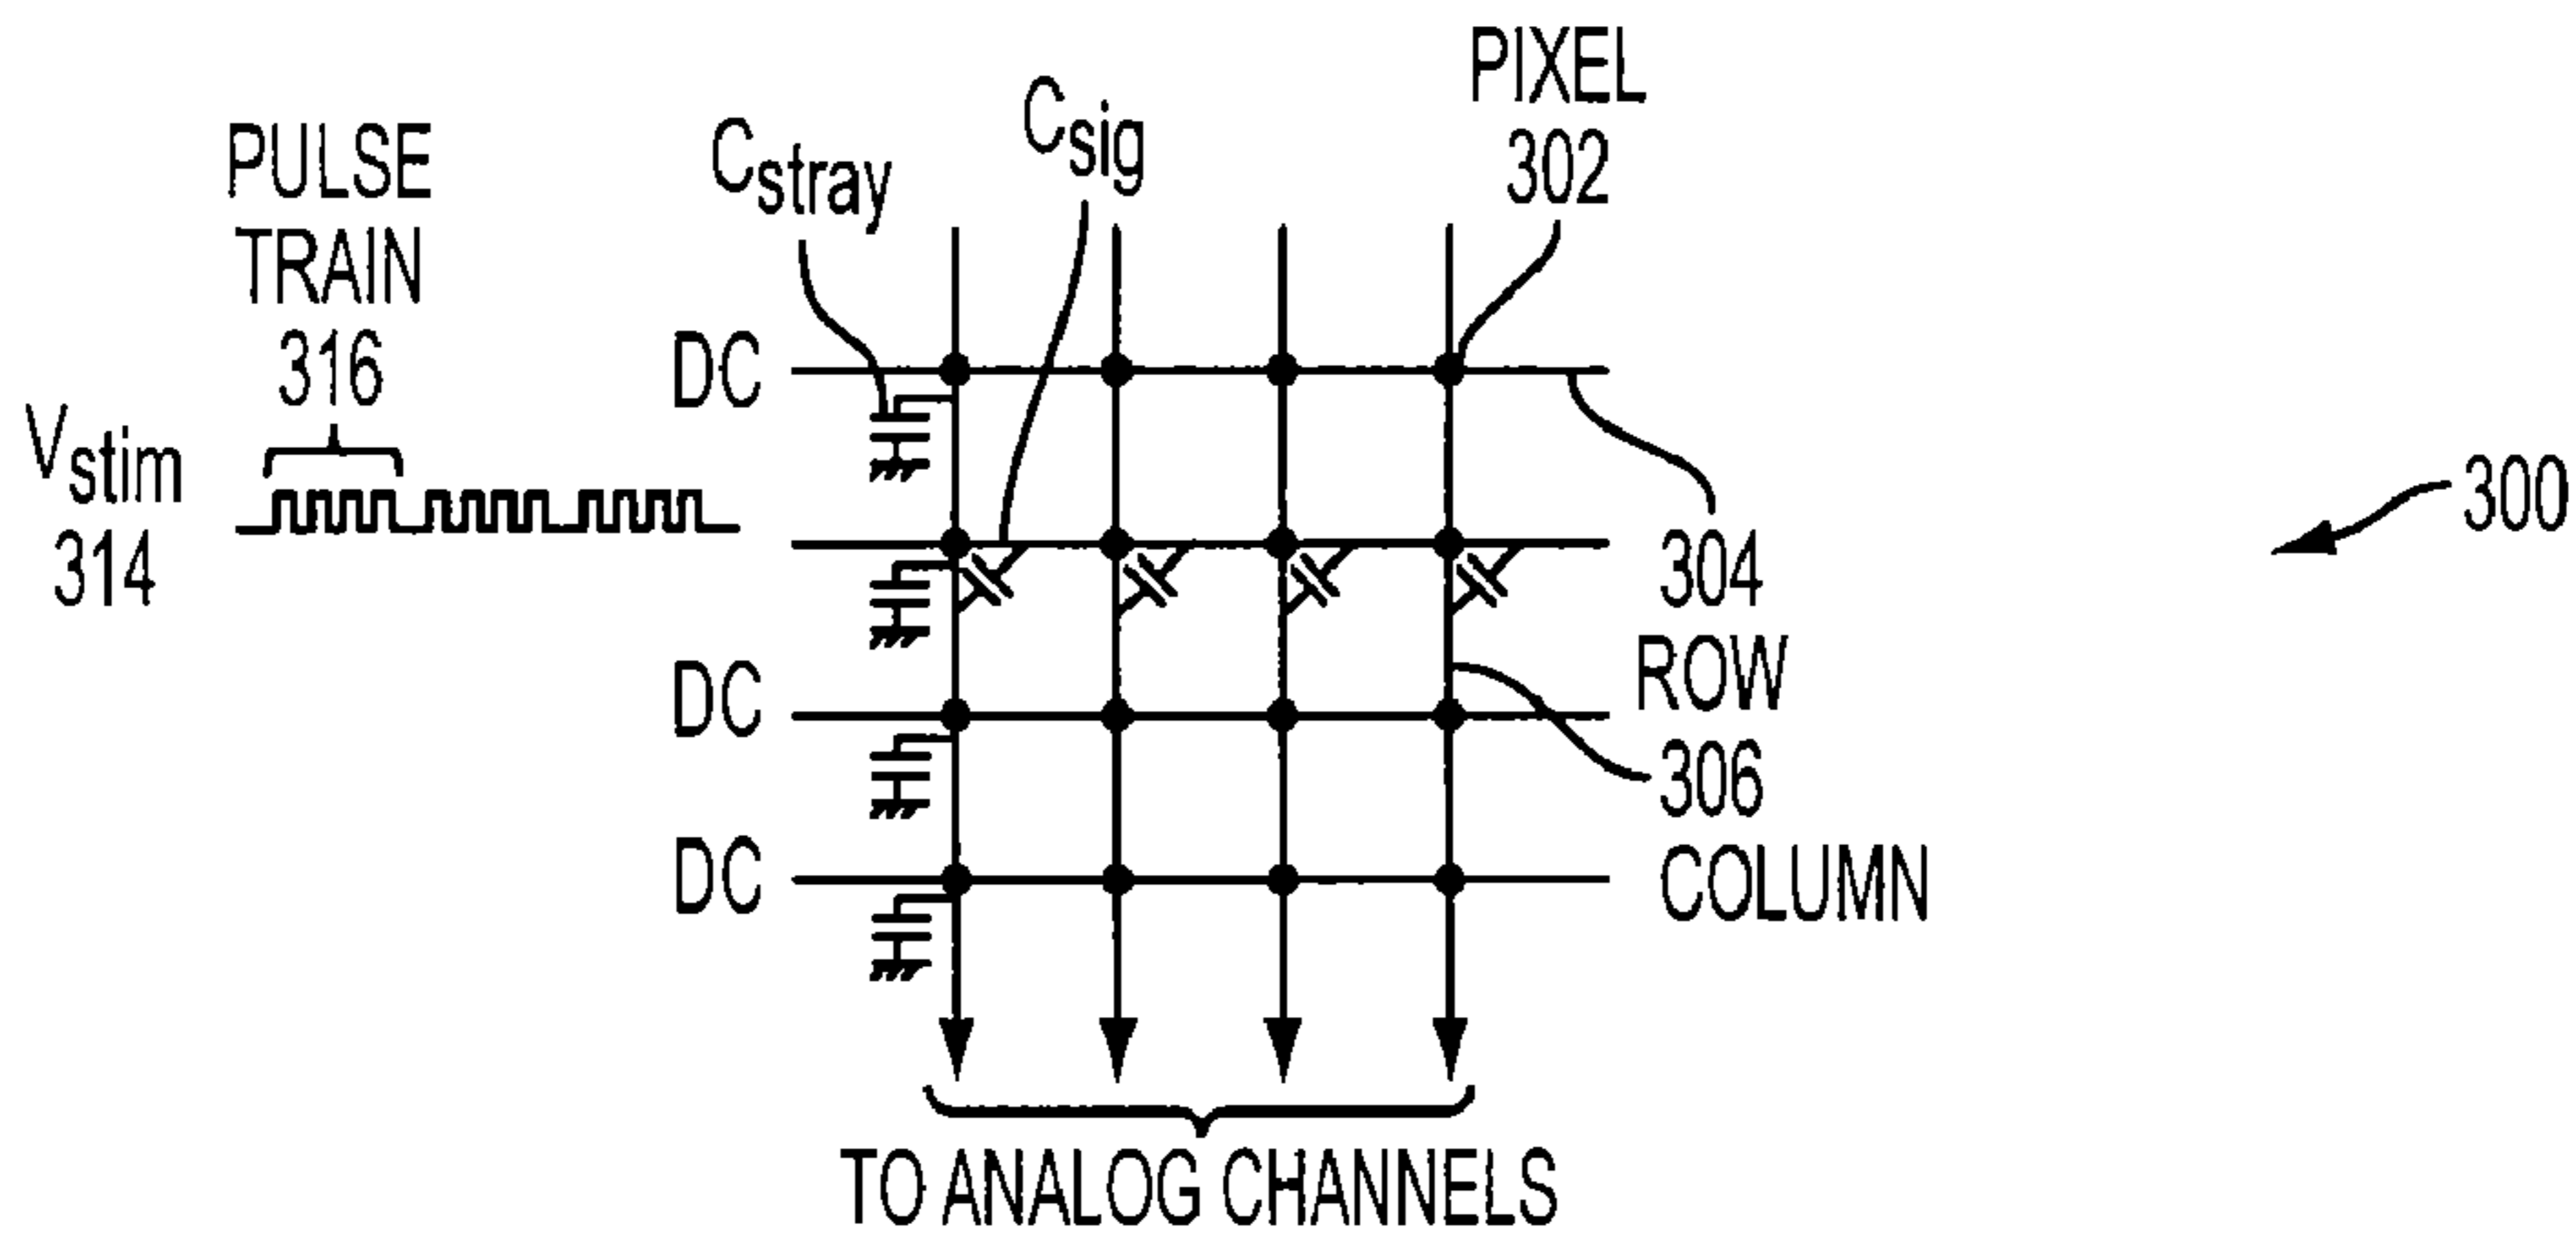 PULSE
TRAIN
316
Vstim
314
Cstray
Csig
PIXEL
302
DC
DC
DC
304
ROW
306
COLUMN
300
TO ANALOG CHANNELS